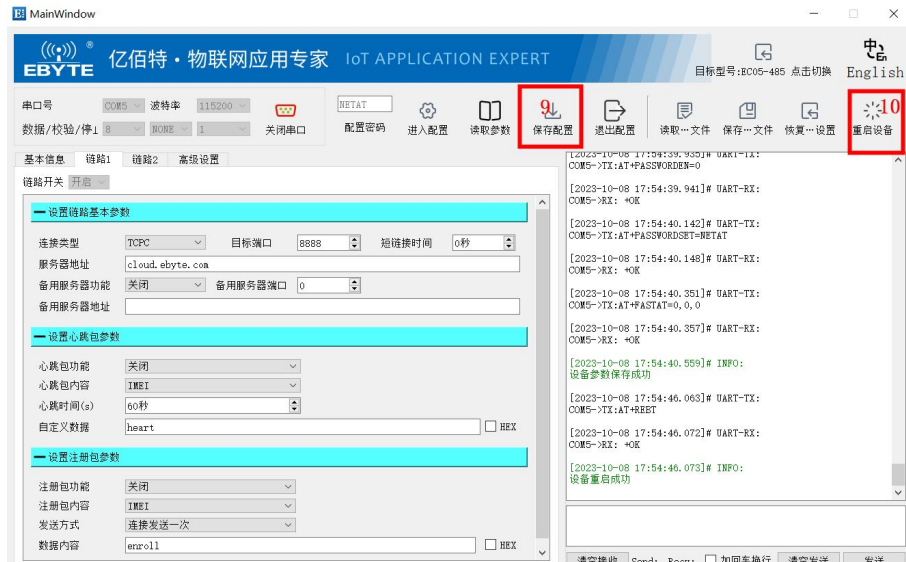 MainWindow
((•)) ®
EBYTE
亿佰特·物联网应用专家 IoT APPLICATION EXPERT
目标型号:EC05-485 点击切换
中
En
English
串口号 COM5 波特率 115200
数据/校验/停⊥ 8 NONE 1 关闭串口
NETAT
配置密码
进入配置
读取参数
9
保存配置
退出配置
读…文件
保存…文件
恢复…设置
10
重启设备
基本信息 链路1 链路2 高级设置
链路开关 开启
设置链路基本参数
连接类型 TCPC 目标端口 8888 短链接时间 0秒
服务器地址 cloud.ebyte.com
备用服务器功能 关闭 备用服务器端口 0
备用服务器地址
设置心跳包参数
心跳包功能 关闭
心跳包内容 IMEI
心跳时间(s) 60秒
自定义数据 heart HEX
设置注册包参数
注册包功能 关闭
注册包内容 IMEI
发送方式 连接发送一次
数据内容 enroll HEX
[2023-10-08 17:54:39.935]# UART-TX:
COM5->TX:AT+PASSWORDEN=0
[2023-10-08 17:54:39.941]# UART-RX:
COM5->RX: +OK
[2023-10-08 17:54:40.142]# UART-TX:
COM5->TX:AT+PASSWORDSET=NETAT
[2023-10-08 17:54:40.148]# UART-RX:
COM5->RX: +OK
[2023-10-08 17:54:40.351]# UART-TX:
COM5->TX:AT+FASTAT=0,0,0
[2023-10-08 17:54:40.357]# UART-RX:
COM5->RX: +OK
[2023-10-08 17:54:40.559]# INFO:
设备参数保存成功
[2023-10-08 17:54:46.063]# UART-TX:
COM5->TX:AT+REBT
[2023-10-08 17:54:46.072]# UART-RX:
COM5->RX: +OK
[2023-10-08 17:54:46.073]# INFO:
设备重启成功
清空接收 Send: Recv: 加回车换行 清空发送 发送